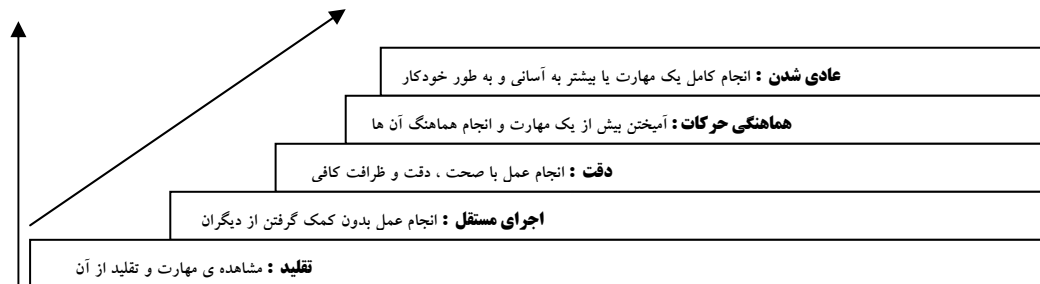 عادی شدن : انجام کامل یک مهارت یا بیشتر به آسانی و به طور خودکار
هماهنگی حرکات : آمیختن بیش از یک مهارت و انجام هماهنگ آن ها
دقت : انجام عمل با صحت ، دقت و ظرافت کافی
اجرای مستقل : انجام عمل بدون کمک گرفتن از دیگران
تقلید : مشاهده ی مهارت و تقلید از آن